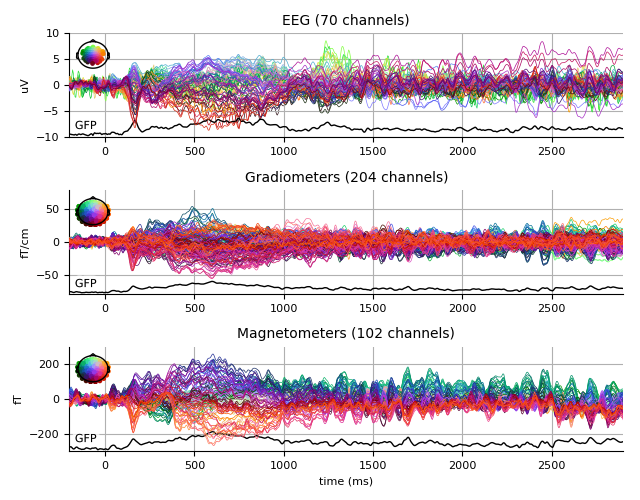 EEG (70 channels)
10
5
0
−5
−10
uV
GFP
0 500 1000 1500 2000 2500
Gradiometers (204 channels)
50
0
−50
fT/cm
GFP
0 500 1000 1500 2000 2500
Magnetometers (102 channels)
200
0
−200
fT
GFP
0 500 1000 1500 2000 2500
time (ms)